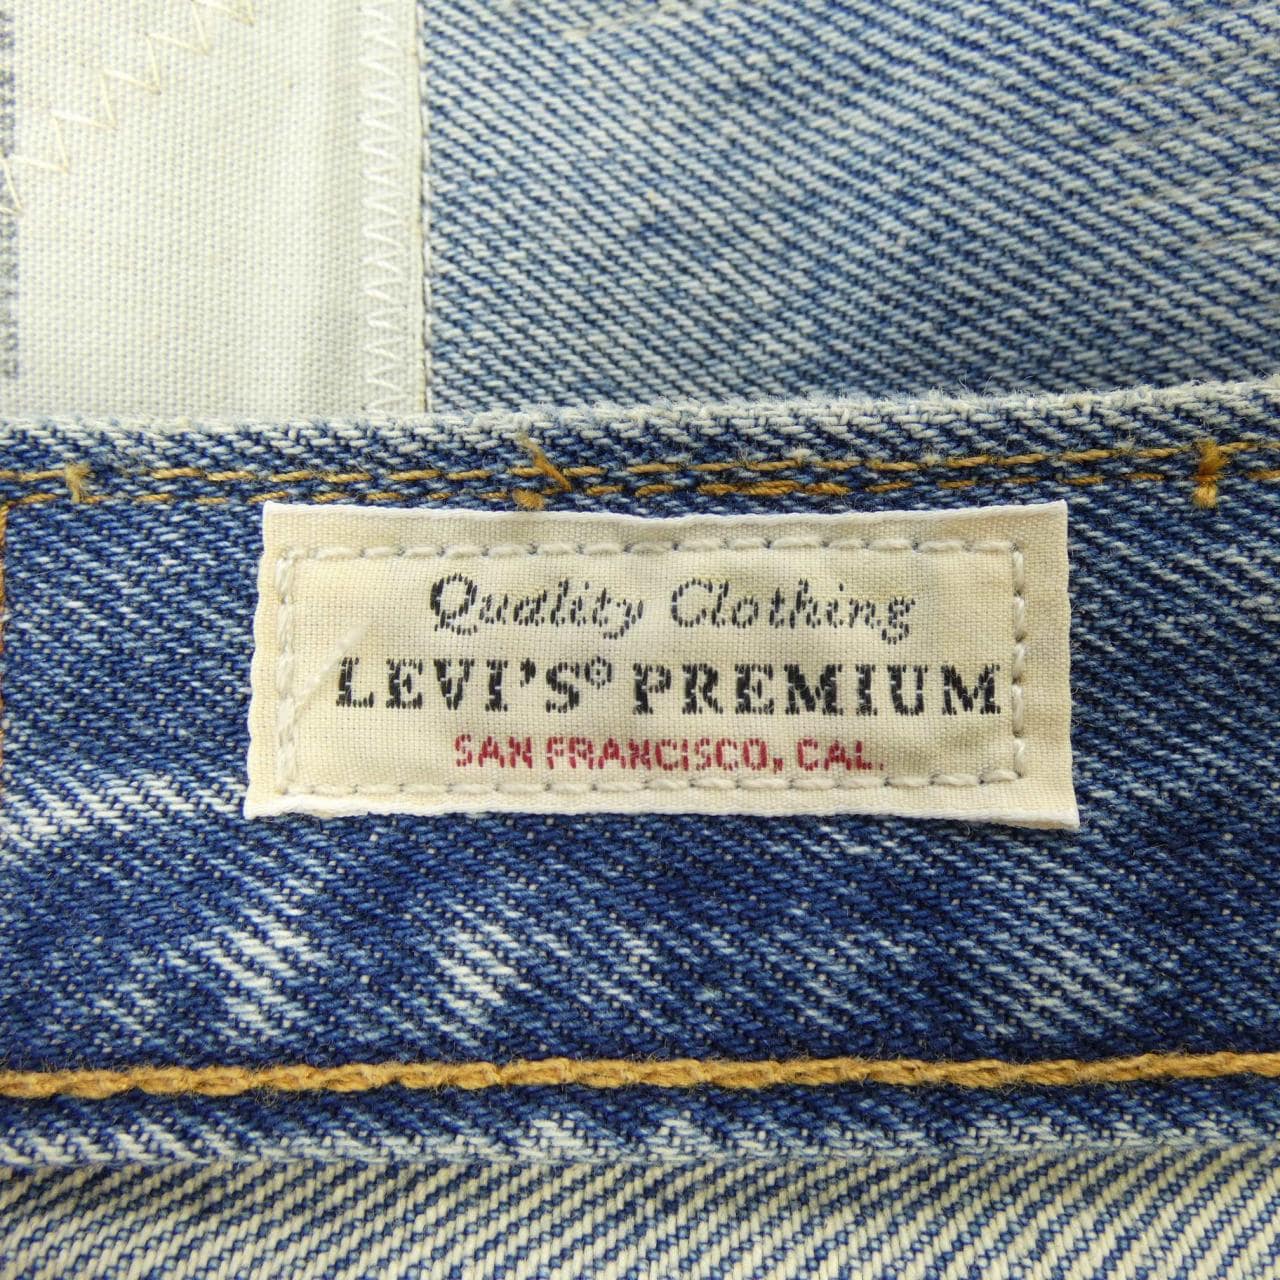 Quality Clothing
LEVI'S® PREMIUM
SAN FRANCISCO, CAL.